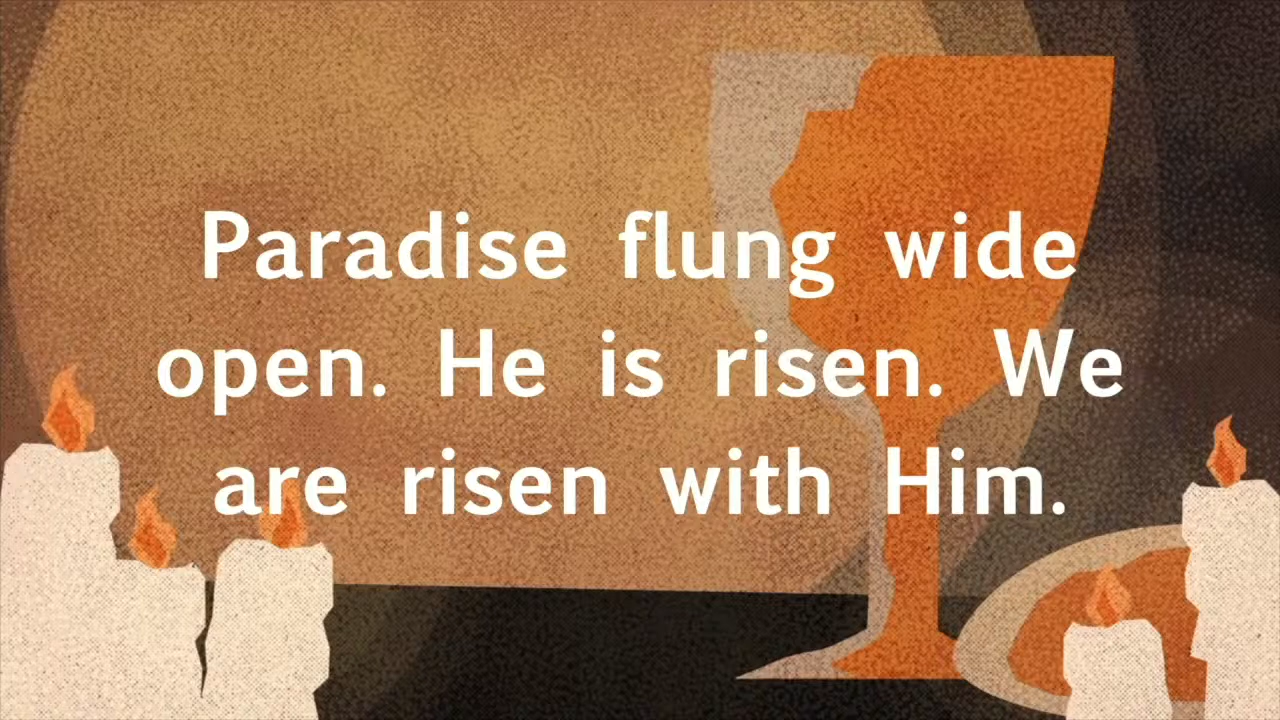 Paradise flung wide
open. He is risen. We
are risen with Him.